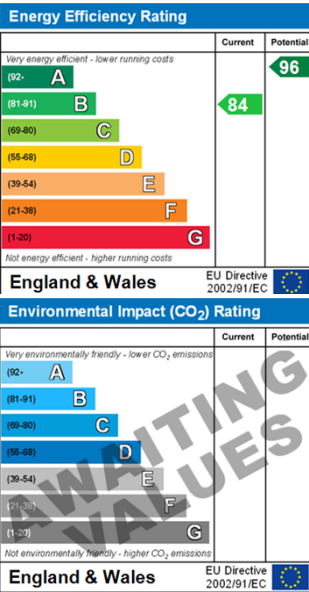 Energy Efficiency Rating
Current Potential
Very energy efficient - lower running costs
(92- A
96
(81-91) B
84
(69-80) C
(55-68) D
(39-54) E
(21-38) F
(1-20) G
Not energy efficient - higher running costs
England & Wales
EU Directive
2002/91/EC
Environmental Impact (CO2) Rating
Current Potential
Very environmentally friendly - lower CO2 emissions
(92- A
(81-91) B
(69-80) C
(55-68) D
(39-54) E
(21-38) F
(1-20) G
AWAITING
VALUES
Not environmentally friendly - higher CO2 emissions
England & Wales
EU Directive
2002/91/EC